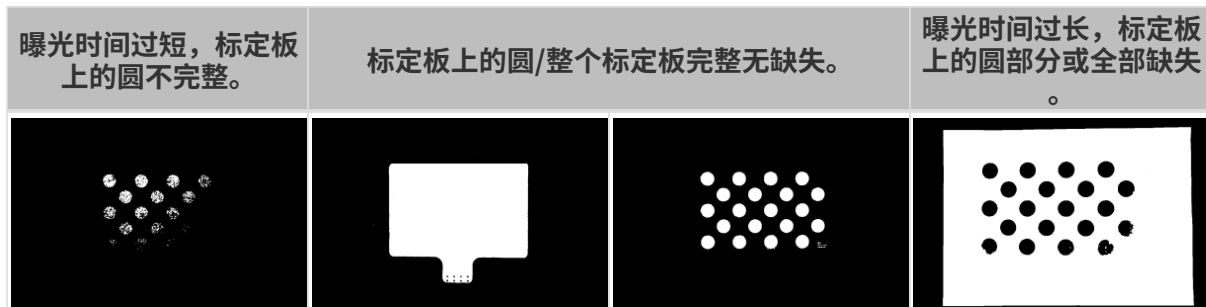 曝光时间过短，标定板
上的圆不完整。
标定板上的圆/整个标定板完整无缺失。
曝光时间过长，标定板
上的圆部分或全部缺失
。